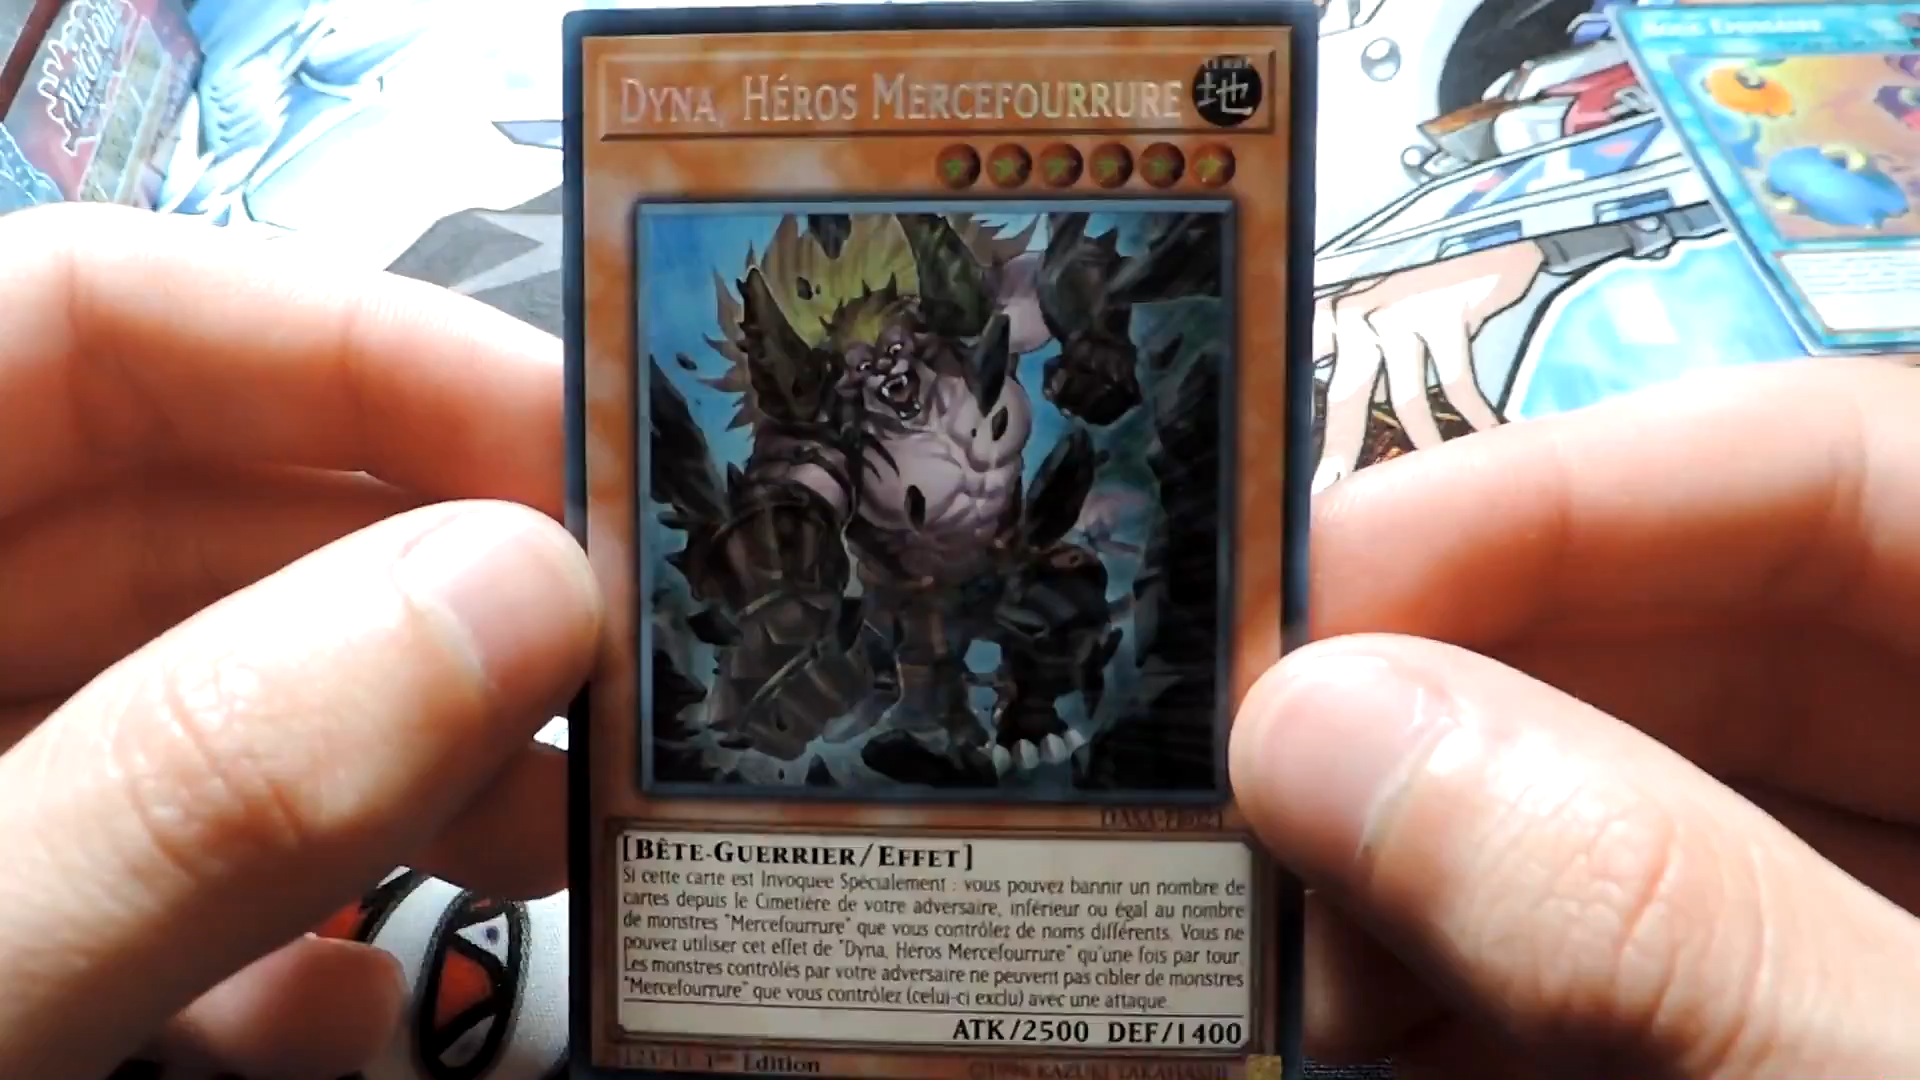 DYNA, HÉROS MERCEFOURRURE
地
[BÊTE-GUERRIER/EFFET]
Si cette carte est Invoquée Spécialement : vous pouvez bannir un nombre de
cartes depuis le Cimetière de votre adversaire, inférieur ou égal au nombre
de monstres "Mercefourrure" que vous contrôlez de noms différents. Vous ne
pouvez utiliser cet effet de "Dyna, Héros Mercefourrure" qu'une fois par tour.
Les monstres contrôlés par votre adversaire ne peuvent pas cibler de monstres
"Mercefourrure" que vous contrôlez (celui-ci exclu) avec une attaque.
ATK/2500 DEF/1400
1st Edition
©1996 KAZUKI TAKAHASHI